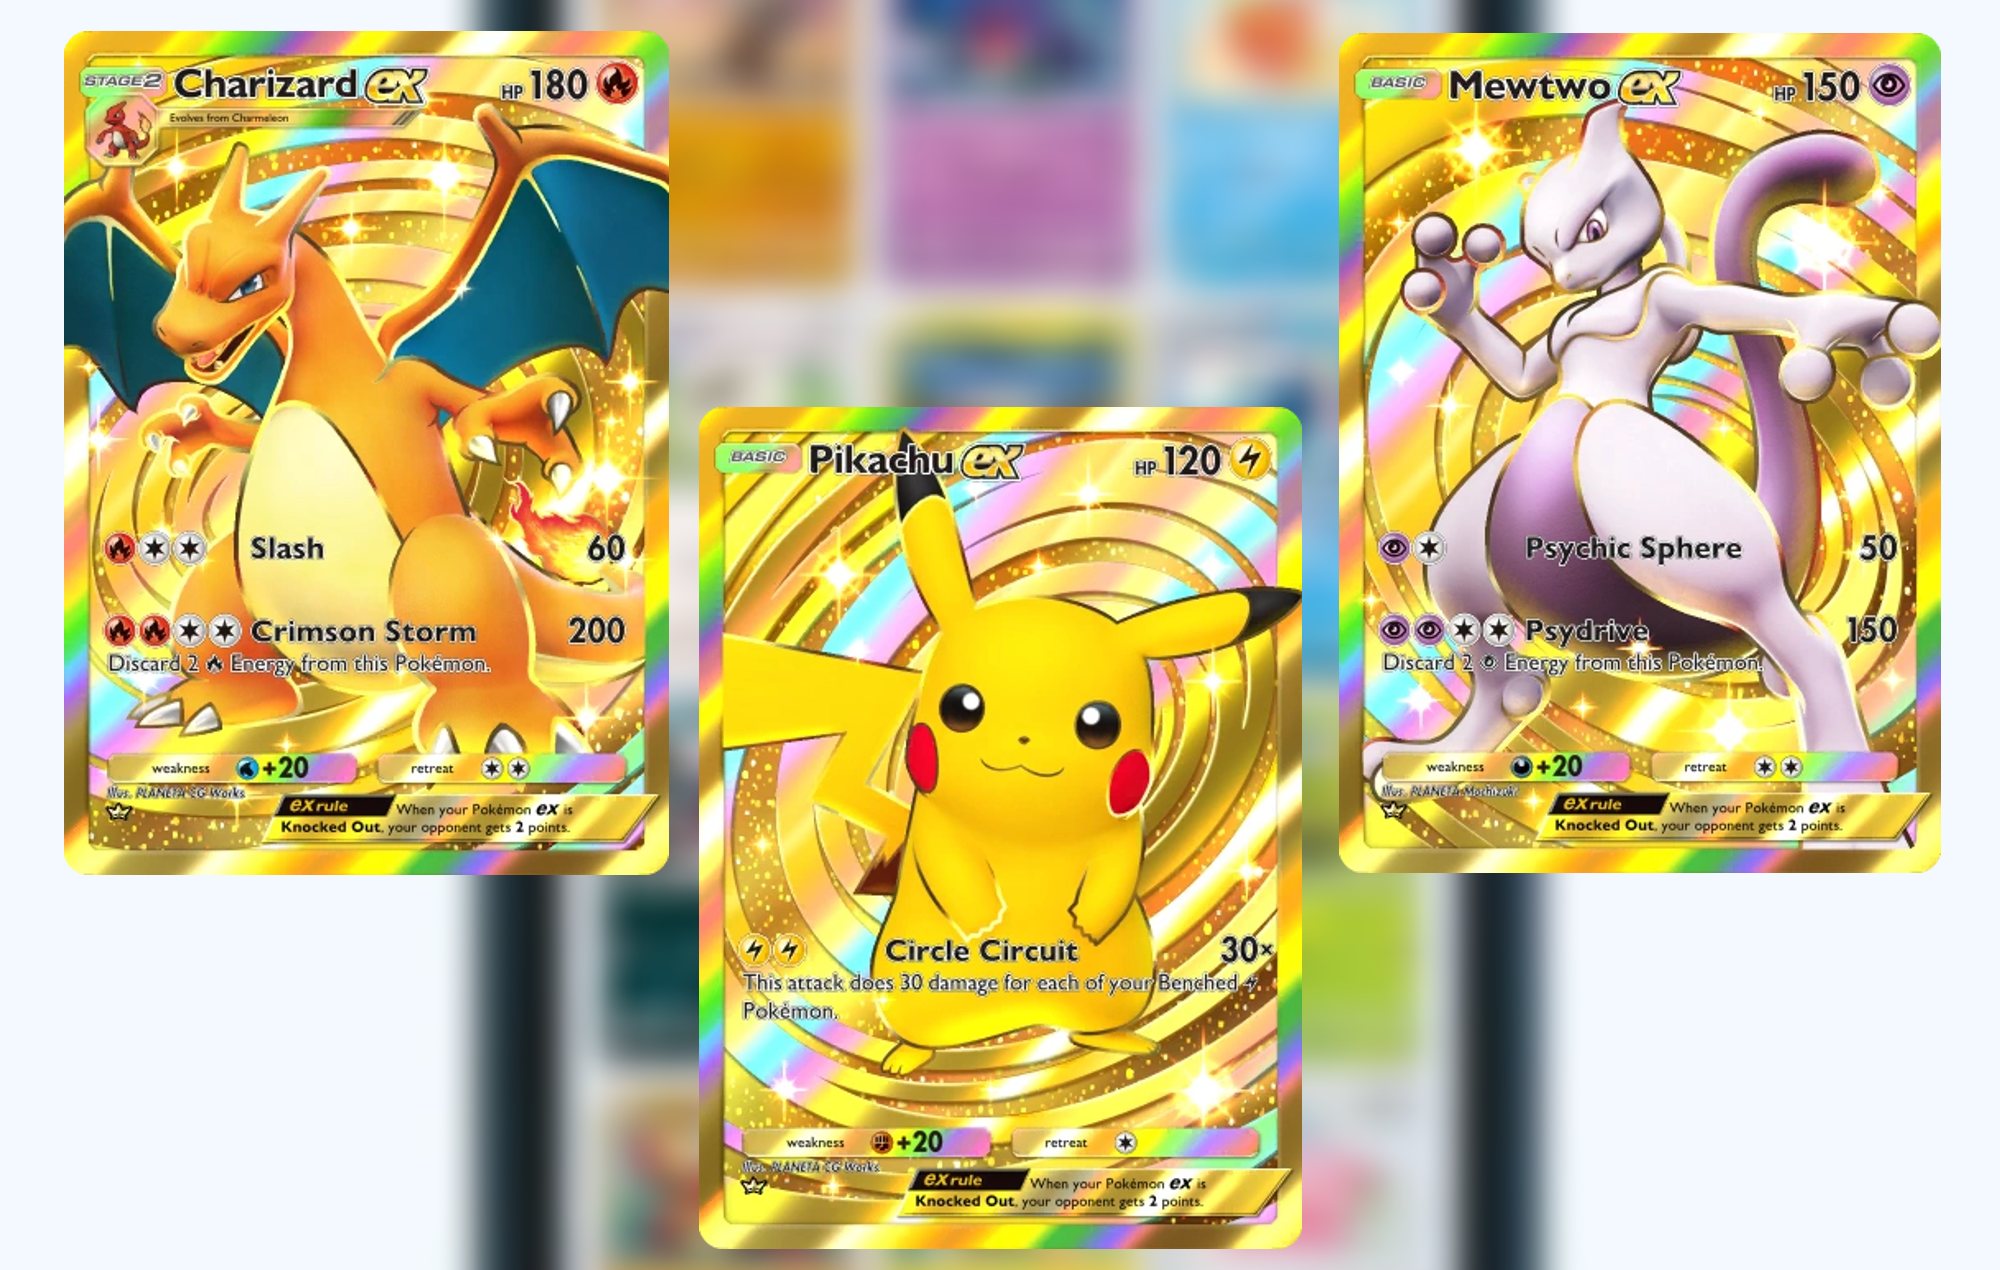 STAGE2 Charizard ex HP 180
Evolves from Charmeleon
Slash 60
Crimson Storm 200
Discard 2 Energy from this Pokémon.
weakness +20 retreat
Illus. PLANETA CG Works
ex rule When your Pokémon ex is
Knocked Out, your opponent gets 2 points.
BASIC Pikachu ex HP 120
Circle Circuit 30×
This attack does 30 damage for each of your Benched
Pokémon.
weakness +20 retreat
Illus. PLANETA CG Works
ex rule When your Pokémon ex is
Knocked Out, your opponent gets 2 points.
BASIC Mewtwo ex HP 150
Psychic Sphere 50
Psydrive 150
Discard 2 Energy from this Pokémon.
weakness +20 retreat
Illus. PLANETA Mochizuki
ex rule When your Pokémon ex is
Knocked Out, your opponent gets 2 points.